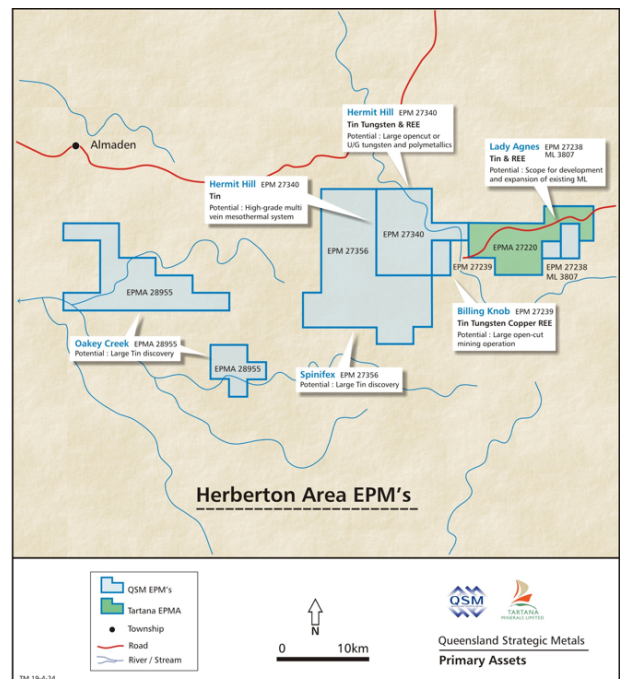 Almaden
Hermit Hill EPM 27340
Tin Tungsten & REE
Potential : Large opencut or
U/G tungsten and polymetallics
Lady Agnes EPM 27238
ML 3807
Tin & REE
Potential : Scope for development
and expansion of existing ML
Hermit Hill EPM 27340
Tin
Potential : High-grade multi
vein mesothermal system
EPM 27356
EPM 27340
EPMA 27220
EPM 27239
EPM 27238
ML 3807
EPMA 28955
Billing Knob EPM 27239
Tin Tungsten Copper REE
Potential : Large open-cut
mining operation
Oakey Creek EPMA 28955
Potential : Large Tin discovery
EPMA 28955
Spinifex EPM 27356
Potential : Large Tin discovery
Herberton Area EPM's
QSM EPM's
Tartana EPMA
Township
Road
River / Stream
N
0 10km
QSM
TARTANA
MINERALS LIMITED
Queensland Strategic Metals
Primary Assets
TM 19-4-24